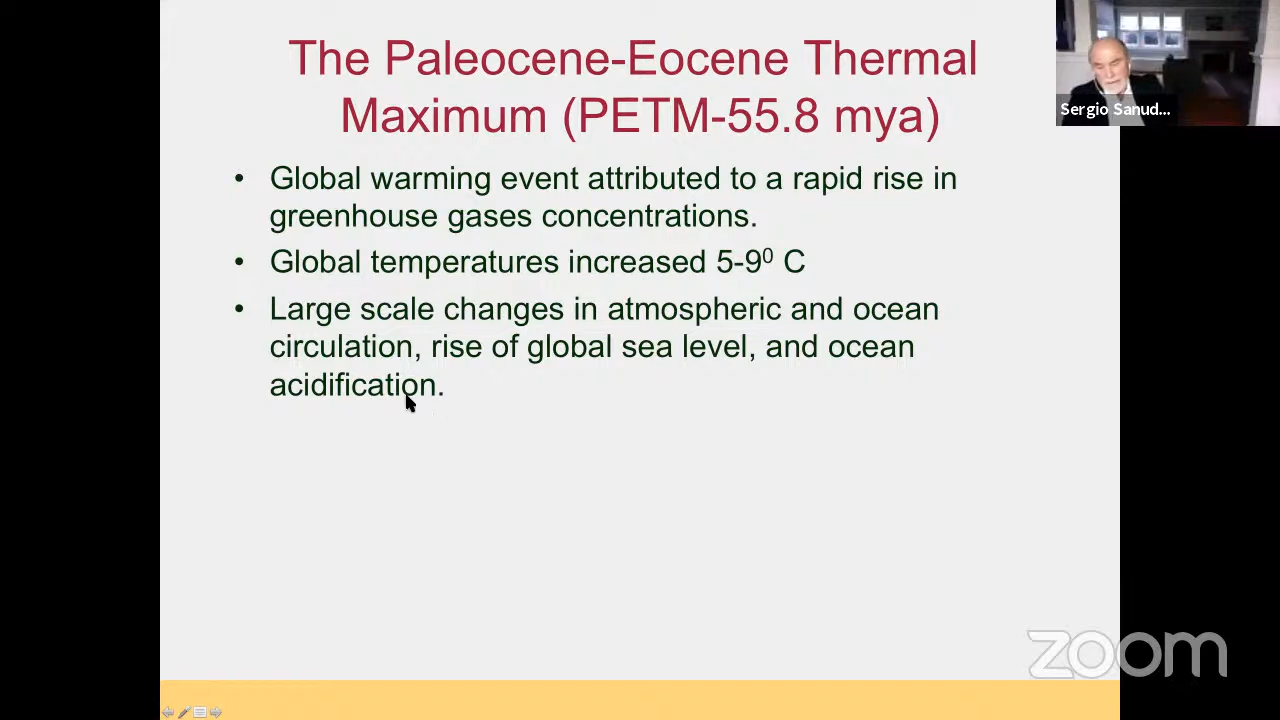 The Paleocene-Eocene Thermal
Maximum (PETM-55.8 mya)
Sergio Sanud...
• Global warming event attributed to a rapid rise in
greenhouse gases concentrations.
• Global temperatures increased 5-9⁰ C
• Large scale changes in atmospheric and ocean
circulation, rise of global sea level, and ocean
acidification.
zoom